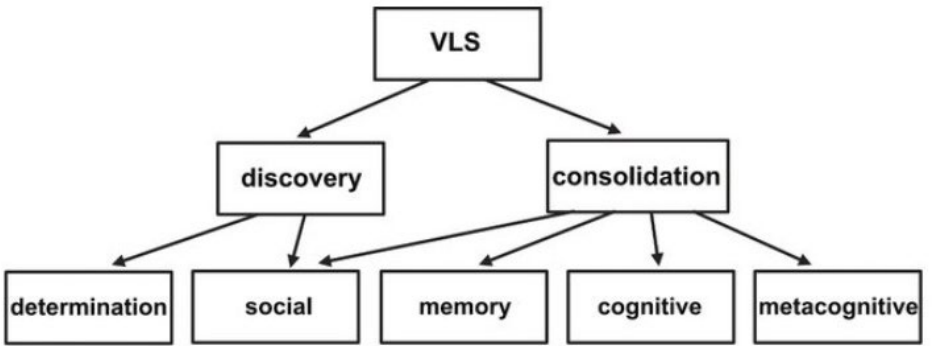 VLS
discovery
consolidation
determination
social
memory
cognitive
metacognitive